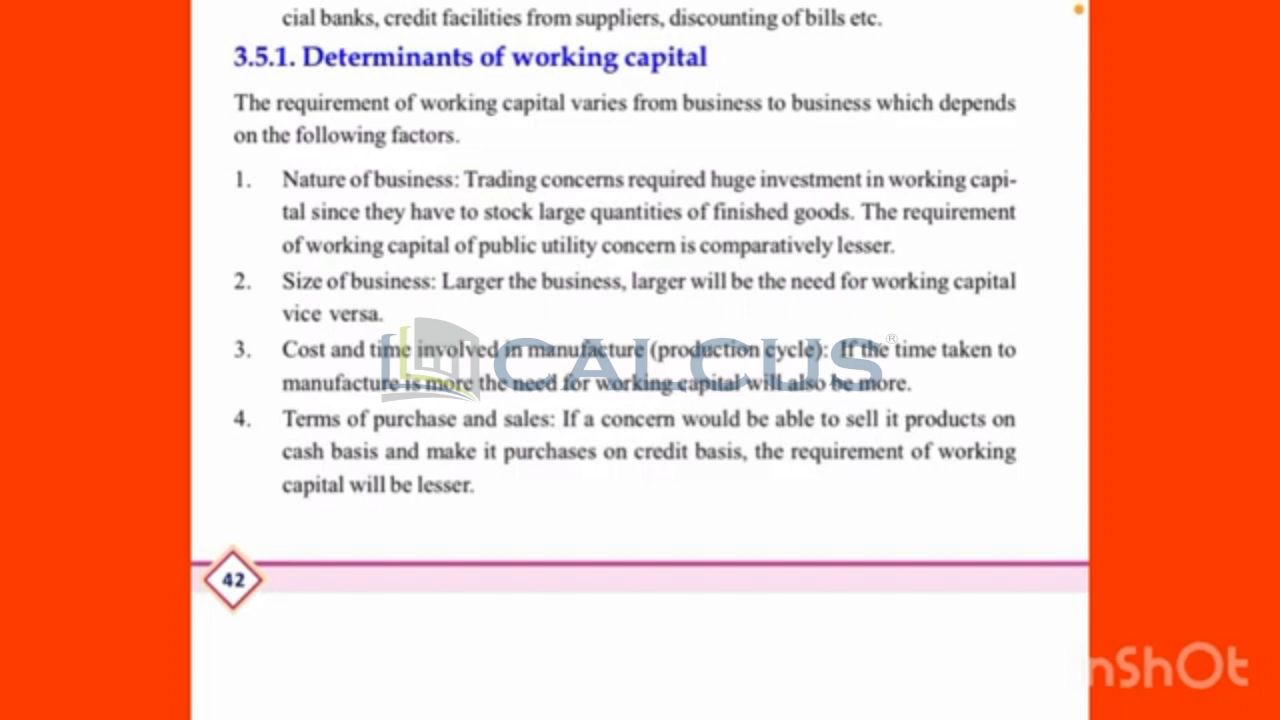 cial banks, credit facilities from suppliers, discounting of bills etc.
3.5.1. Determinants of working capital
The requirement of working capital varies from business to business which depends
on the following factors.
1. Nature of business: Trading concerns required huge investment in working capi-
tal since they have to stock large quantities of finished goods. The requirement
of working capital of public utility concern is comparatively lesser.
2. Size of business: Larger the business, larger will be the need for working capital
vice versa.
3. Cost and time involved in manufacture (production cycle): If the time taken to
manufacture is more the need for working capital will also be more.
CALCUS®
4. Terms of purchase and sales: If a concern would be able to sell it products on
cash basis and make it purchases on credit basis, the requirement of working
capital will be lesser.
42
InShOt